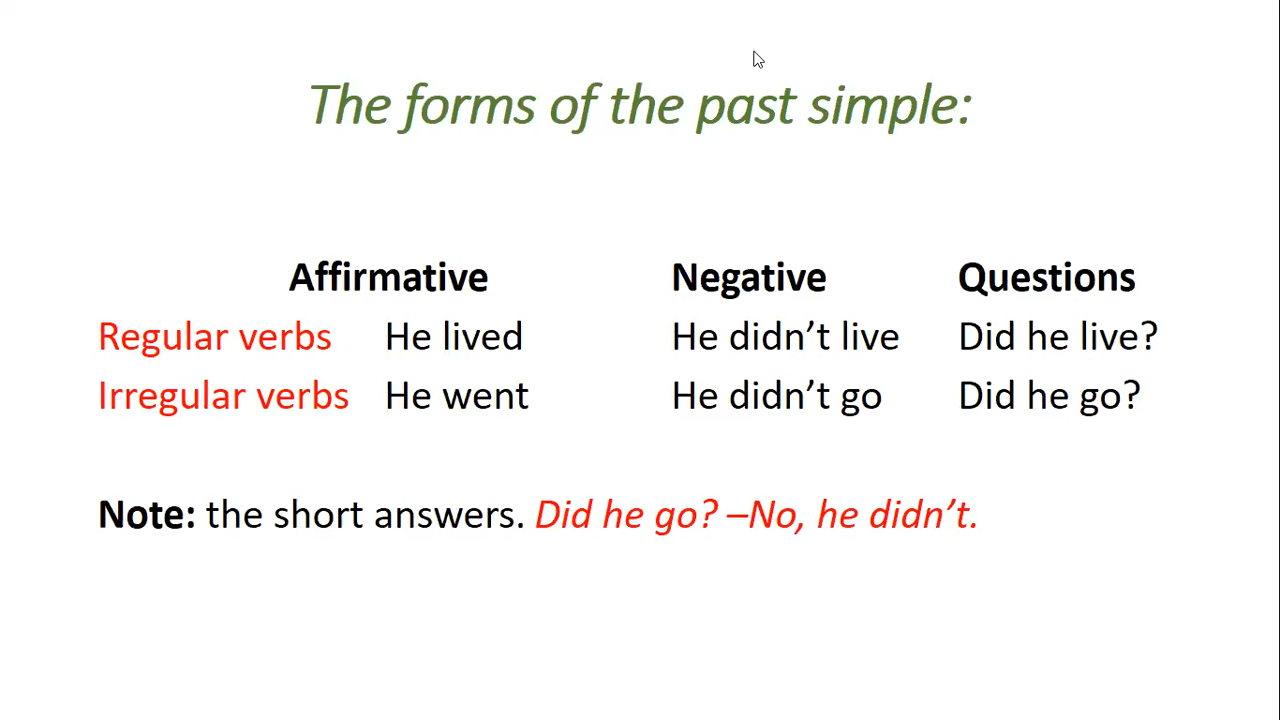 The forms of the past simple:
Affirmative Negative Questions
Regular verbs He lived He didn’t live Did he live?
Irregular verbs He went He didn’t go Did he go?
Note: the short answers. Did he go? –No, he didn’t.